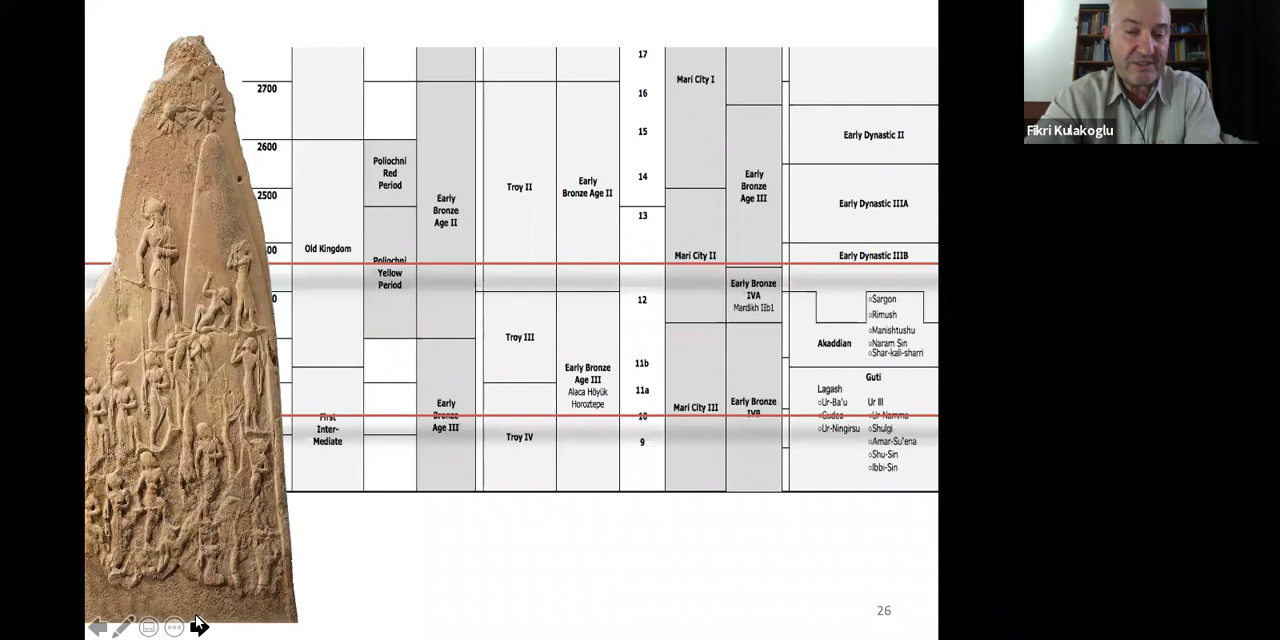 2700
2600
2500
00
0
Old Kingdom
First
Inter-
Mediate
Poliochni
Red
Period
Poliochni
Yellow
Period
Early
Bronze
Age II
Early
Bronze
Age III
Troy II
Troy III
Troy IV
Early
Bronze Age II
Early Bronze
Age III
Alaca Höyük
Horoztepe
17
16
15
14
13
12
11b
11a
10
9
Mari City I
Mari City II
Mari City III
Early
Bronze
Age III
Early Bronze
IVA
Mardikh IIb1
Early Bronze
IVB
Early Dynastic II
Early Dynastic IIIA
Early Dynastic IIIB
○Sargon
○Rimush
○Manishtushu
Akaddian
○Naram Sin
○Shar-kali-sharri
Guti
Lagash
○Ur-Ba'u
○Gudea
○Ur-Ningirsu
Ur III
○Ur Nammu
○Shulgi
○Amar-Su'ena
○Shu-Sin
○Ibbi-Sin
26
Fikri Kulakoglu